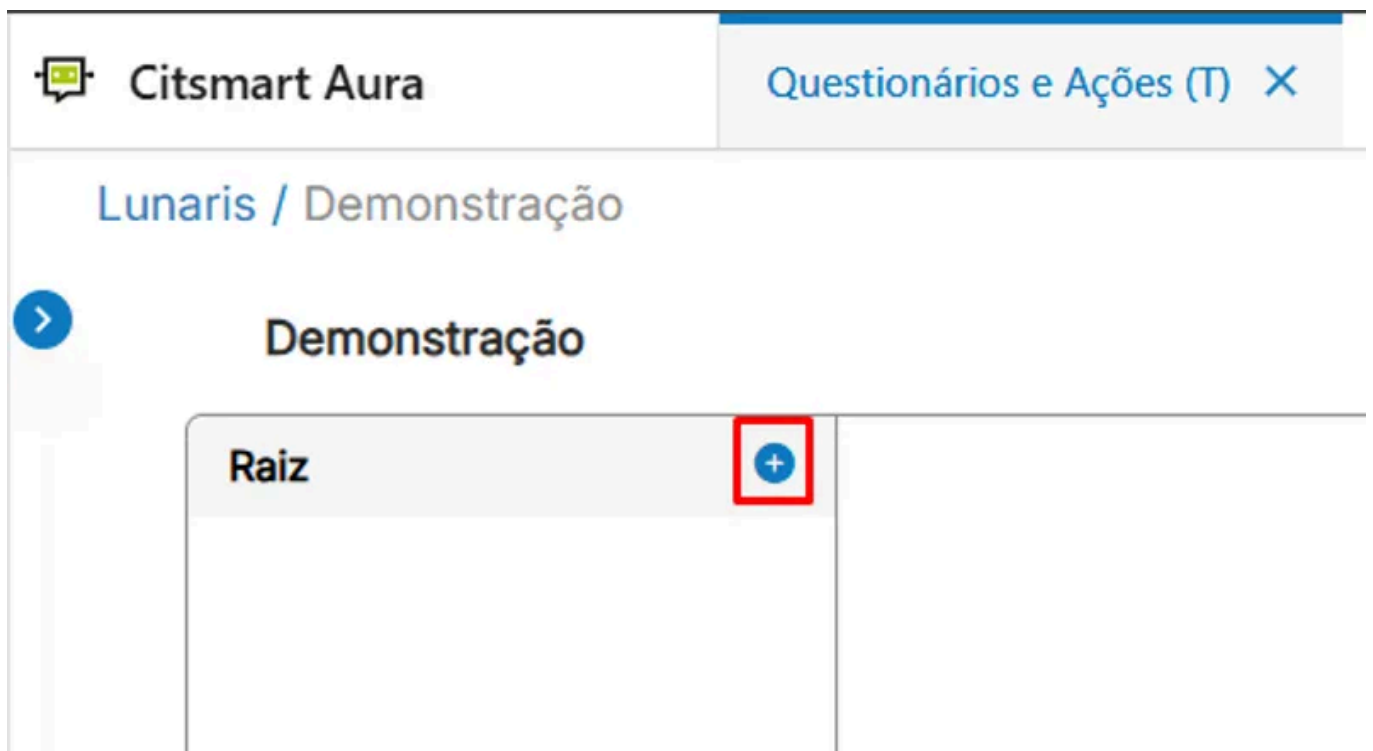 Citsmart Aura
Questionários e Ações (T)
Lunaris / Demonstração
Demonstração
Raiz